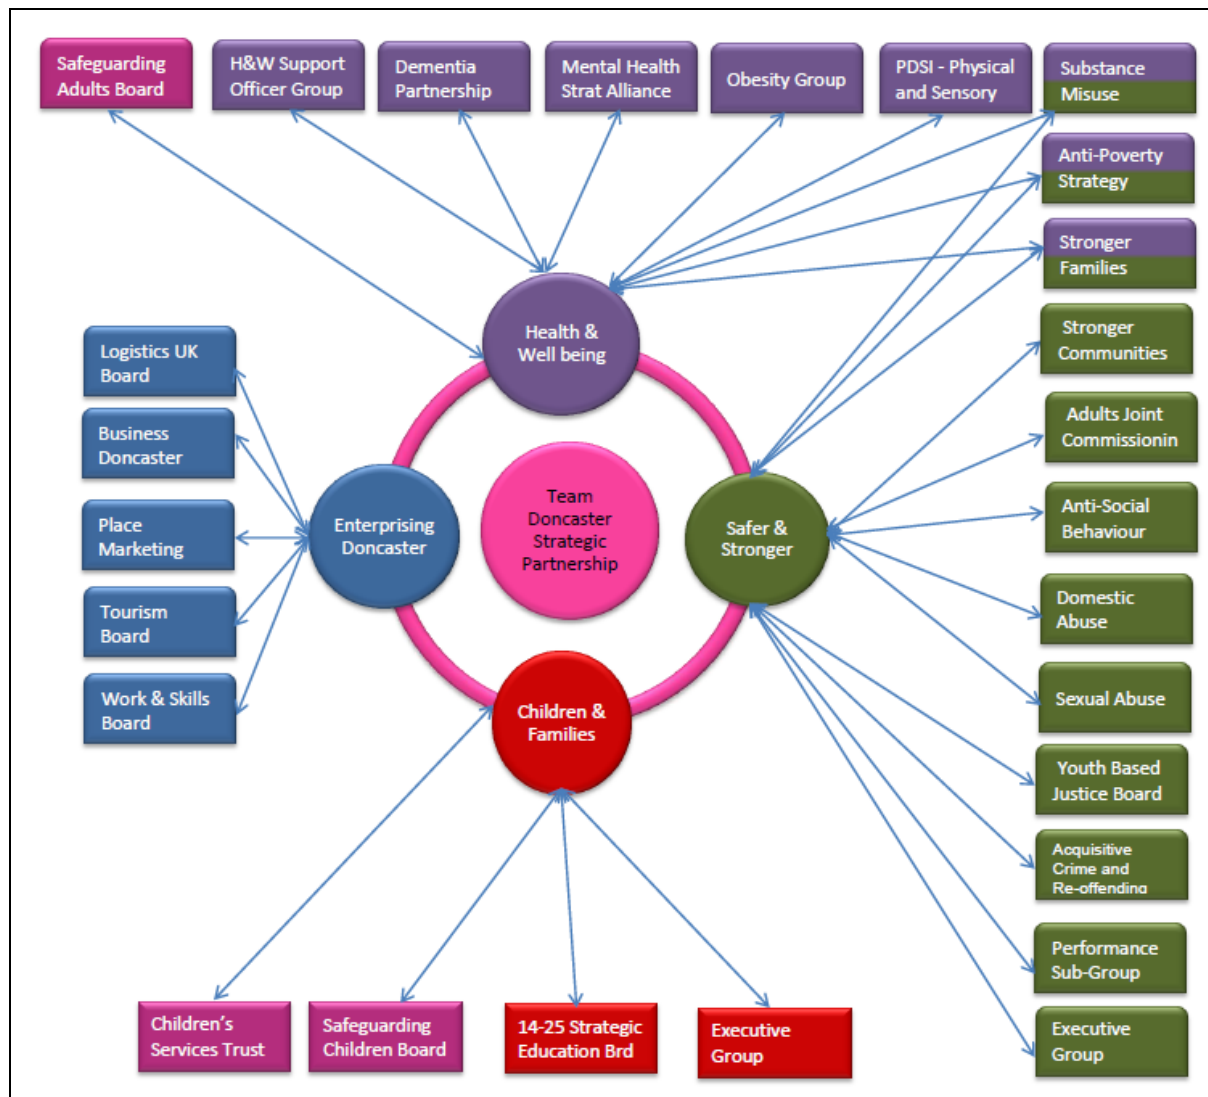 Safeguarding
Adults Board
H&W Support
Officer Group
Dementia
Partnership
Mental Health
Strat Alliance
Obesity Group
PDSI - Physical
and Sensory
Substance
Misuse
Anti-Poverty
Strategy
Stronger
Families
Stronger
Communities
Adults Joint
Commissionin
Anti-Social
Behaviour
Domestic
Abuse
Sexual Abuse
Youth Based
Justice Board
Acquisitive
Crime and
Re-offending
Performance
Sub-Group
Executive
Group
Health &
Well being
Logistics UK
Board
Business
Doncaster
Place
Marketing
Tourism
Board
Work & Skills
Board
Enterprising
Doncaster
Team
Doncaster
Strategic
Partnership
Safer &
Stronger
Children &
Families
Children's
Services Trust
Safeguarding
Children Board
14-25 Strategic
Education Brd
Executive
Group